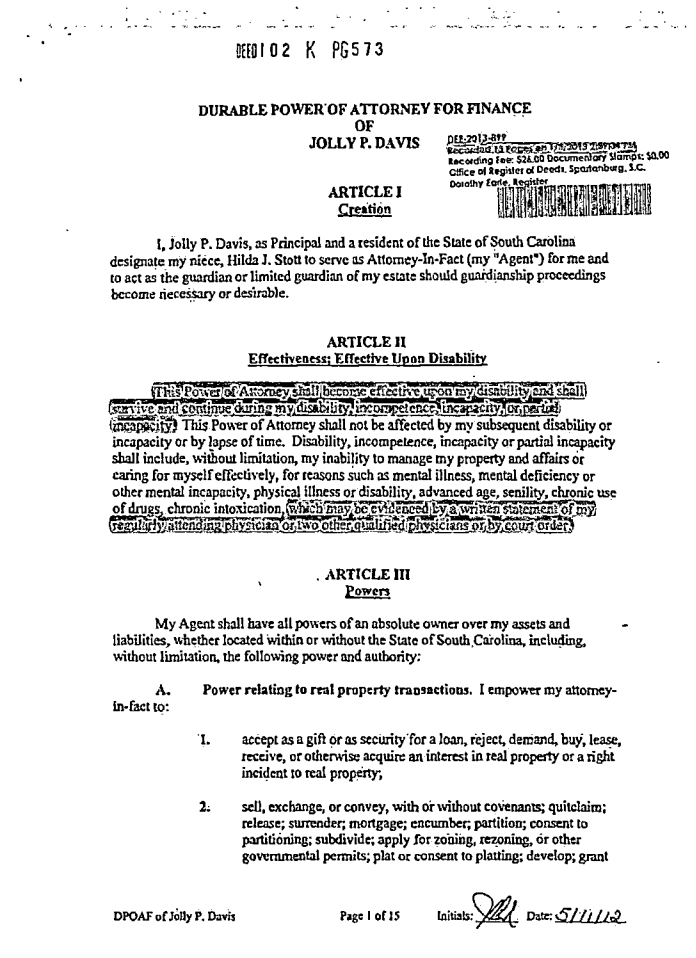 DEED 102 K PG573
DURABLE POWER OF ATTORNEY FOR FINANCE
OF
JOLLY P. DAVIS
DEE-2013-899
Recording Fee: $26.00 Documentary Stamps: $0.00
Office of Register of Deeds, Spartanburg, S.C.
Dorothy Earle, Register
ARTICLE I
Creation
I, Jolly P. Davis, as Principal and a resident of the State of South Carolina
designate my niece, Hilda J. Stott to serve as Attorney-In-Fact (my "Agent") for me and
to act as the guardian or limited guardian of my estate should guardianship proceedings
become necessary or desirable.
ARTICLE II
Effectiveness; Effective Upon Disability
This Power of Attorney shall become effective upon my disability and shall
survive and continue during my disability, incompetence, incapacity, or partial
incapacity. This Power of Attorney shall not be affected by my subsequent disability or
incapacity or by lapse of time. Disability, incompetence, incapacity or partial incapacity
shall include, without limitation, my inability to manage my property and affairs or
caring for myself effectively, for reasons such as mental illness, mental deficiency or
other mental incapacity, physical illness or disability, advanced age, senility, chronic use
of drugs, chronic intoxication, which may be evidenced by a written statement of my
regularly attending physician or two other qualified physicians or by court order.
ARTICLE III
Powers
My Agent shall have all powers of an absolute owner over my assets and
liabilities, whether located within or without the State of South Carolina, including,
without limitation, the following power and authority:
A. Power relating to real property transactions. I empower my attorney-
in-fact to:
1. accept as a gift or as security for a loan, reject, demand, buy, lease,
receive, or otherwise acquire an interest in real property or a right
incident to real property;
2. sell, exchange, or convey, with or without covenants; quitclaim;
release; surrender; mortgage; encumber; partition; consent to
partitioning; subdivide; apply for zoning, rezoning, or other
governmental permits; plat or consent to platting; develop; grant
DPOAF of Jolly P. Davis Page 1 of 15 Initials: Date: 5/11/12